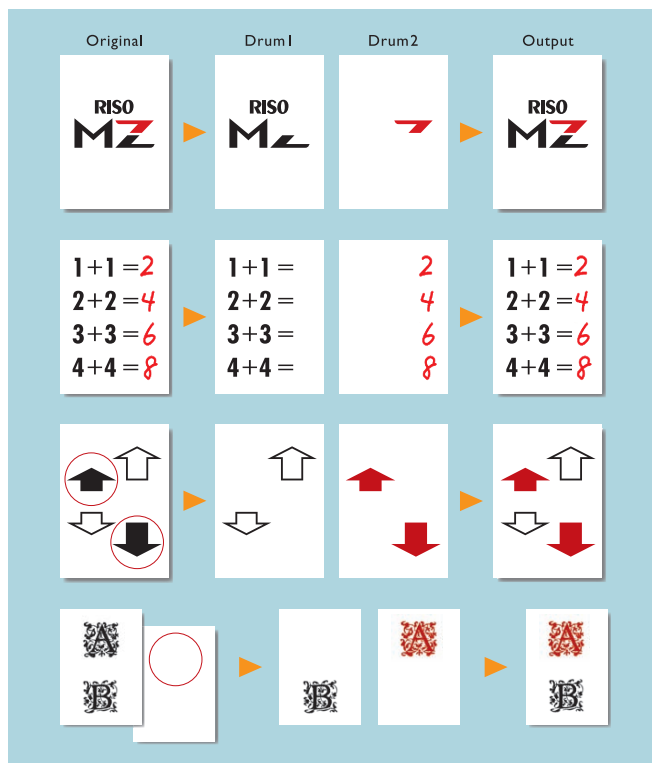 Original Drum1 Drum2 Output
RISO RISO RISO
MZ M Z MZ
1+1=2 1+1= 2 1+1=2
2+2=4 2+2= 4 2+2=4
3+3=6 3+3= 6 3+3=6
4+4=8 4+4= 8 4+4=8
A A A
B B B